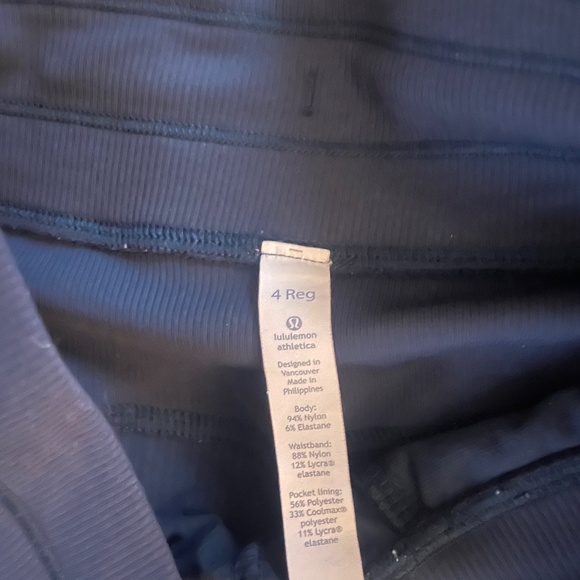 4 Reg
lululemon
athletica
Designed in
Vancouver
Made in
Philippines
Body:
94% Nylon
6% Elastane
Waistband:
88% Nylon
12% Lycra®
elastane
Pocket lining:
56% Polyester
33% Coolmax®
polyester
11% Lycra®
elastane